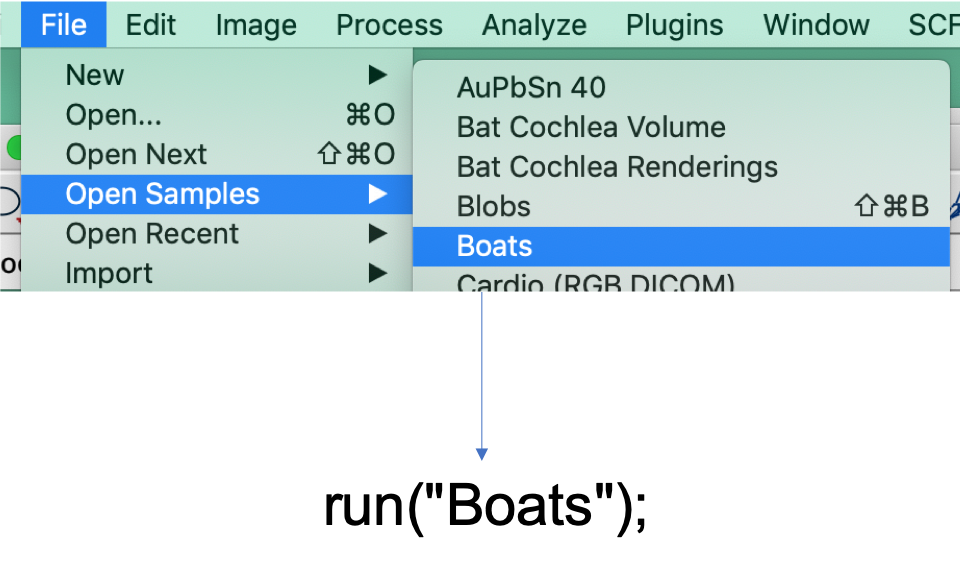 File Edit Image Process Analyze Plugins Window SCF
New ▶
Open... ⌘O
Open Next ⇧⌘O
Open Samples ▶
Open Recent ▶
Import ▶
AuPbSn 40
Bat Cochlea Volume
Bat Cochlea Renderings
Blobs ⇧⌘B
Boats
Cardio (RGB DICOM)
run("Boats");